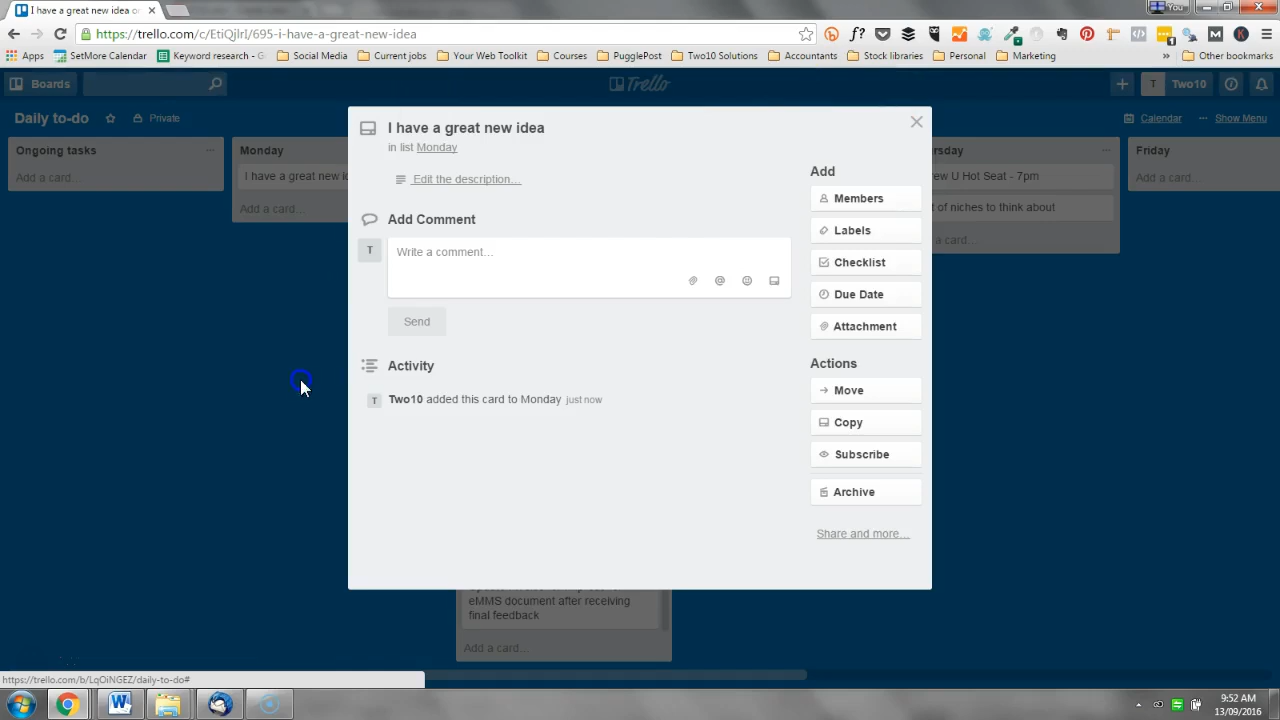 I have a great new idea o
You
https://trello.com/c/EtiQjlrI/695-i-have-a-great-new-idea
Apps
SetMore Calendar
Keyword research - G
Social Media
Current jobs
Your Web Toolkit
Courses
PugglePost
Two10 Solutions
Accountants
Stock libraries
Personal
Marketing
»
Other bookmarks
Boards
Trello
T
Two10
Daily to-do
Private
Calendar
Show Menu
Ongoing tasks
Add a card...
Monday
I have a great new id
Add a card...
I have a great new idea
in list Monday
Edit the description...
Add Comment
T
Write a comment...
Send
Activity
T
Two10 added this card to Monday just now
Add
Members
Labels
Checklist
Due Date
Attachment
Actions
Move
Copy
Subscribe
Archive
Share and more...
rsday
ew U Hot Seat - 7pm
t of niches to think about
a card...
Friday
Add a card...
eMMS document after receiving
final feedback
Add a card...
https://trello.com/b/LqOiNGEZ/daily-to-do#
9:52 AM
13/09/2016